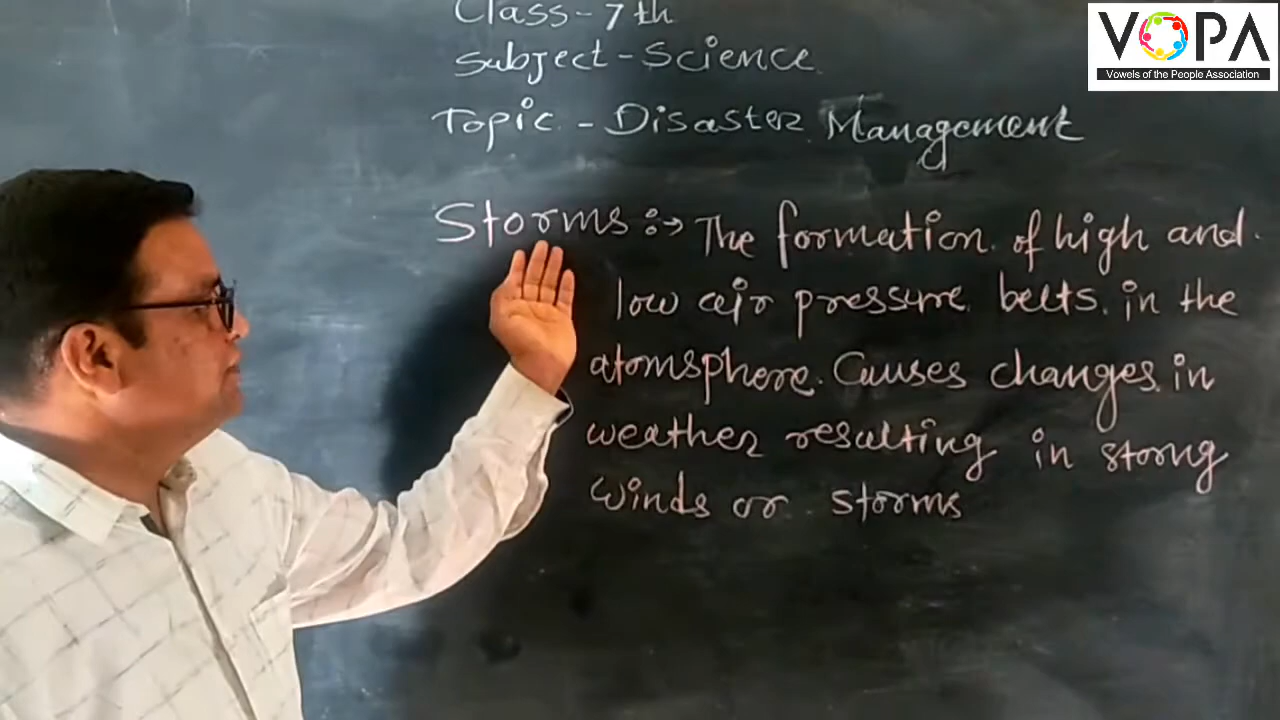 Class-7th
VOPA
Vowels of the People Association
Subject-Science
Topic - Disaster Management
Storms :→ The formation of high and
low air pressure belts in the
atomsphere. Causes changes in
weather resulting in storng
winds or storms